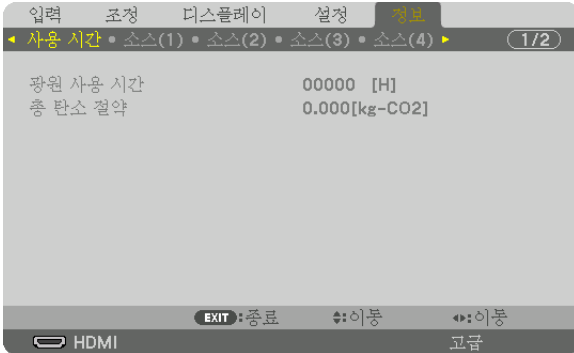 입력 조정 디스플레이 설정 정보
◂ 사용 시간 • 소스(1) • 소스(2) • 소스(3) • 소스(4) ▸ 1/2
광원 사용 시간 00000 [H]
총 탄소 절약 0.000[kg-CO2]
EXIT:종료 :이동 :이동
HDMI 고급